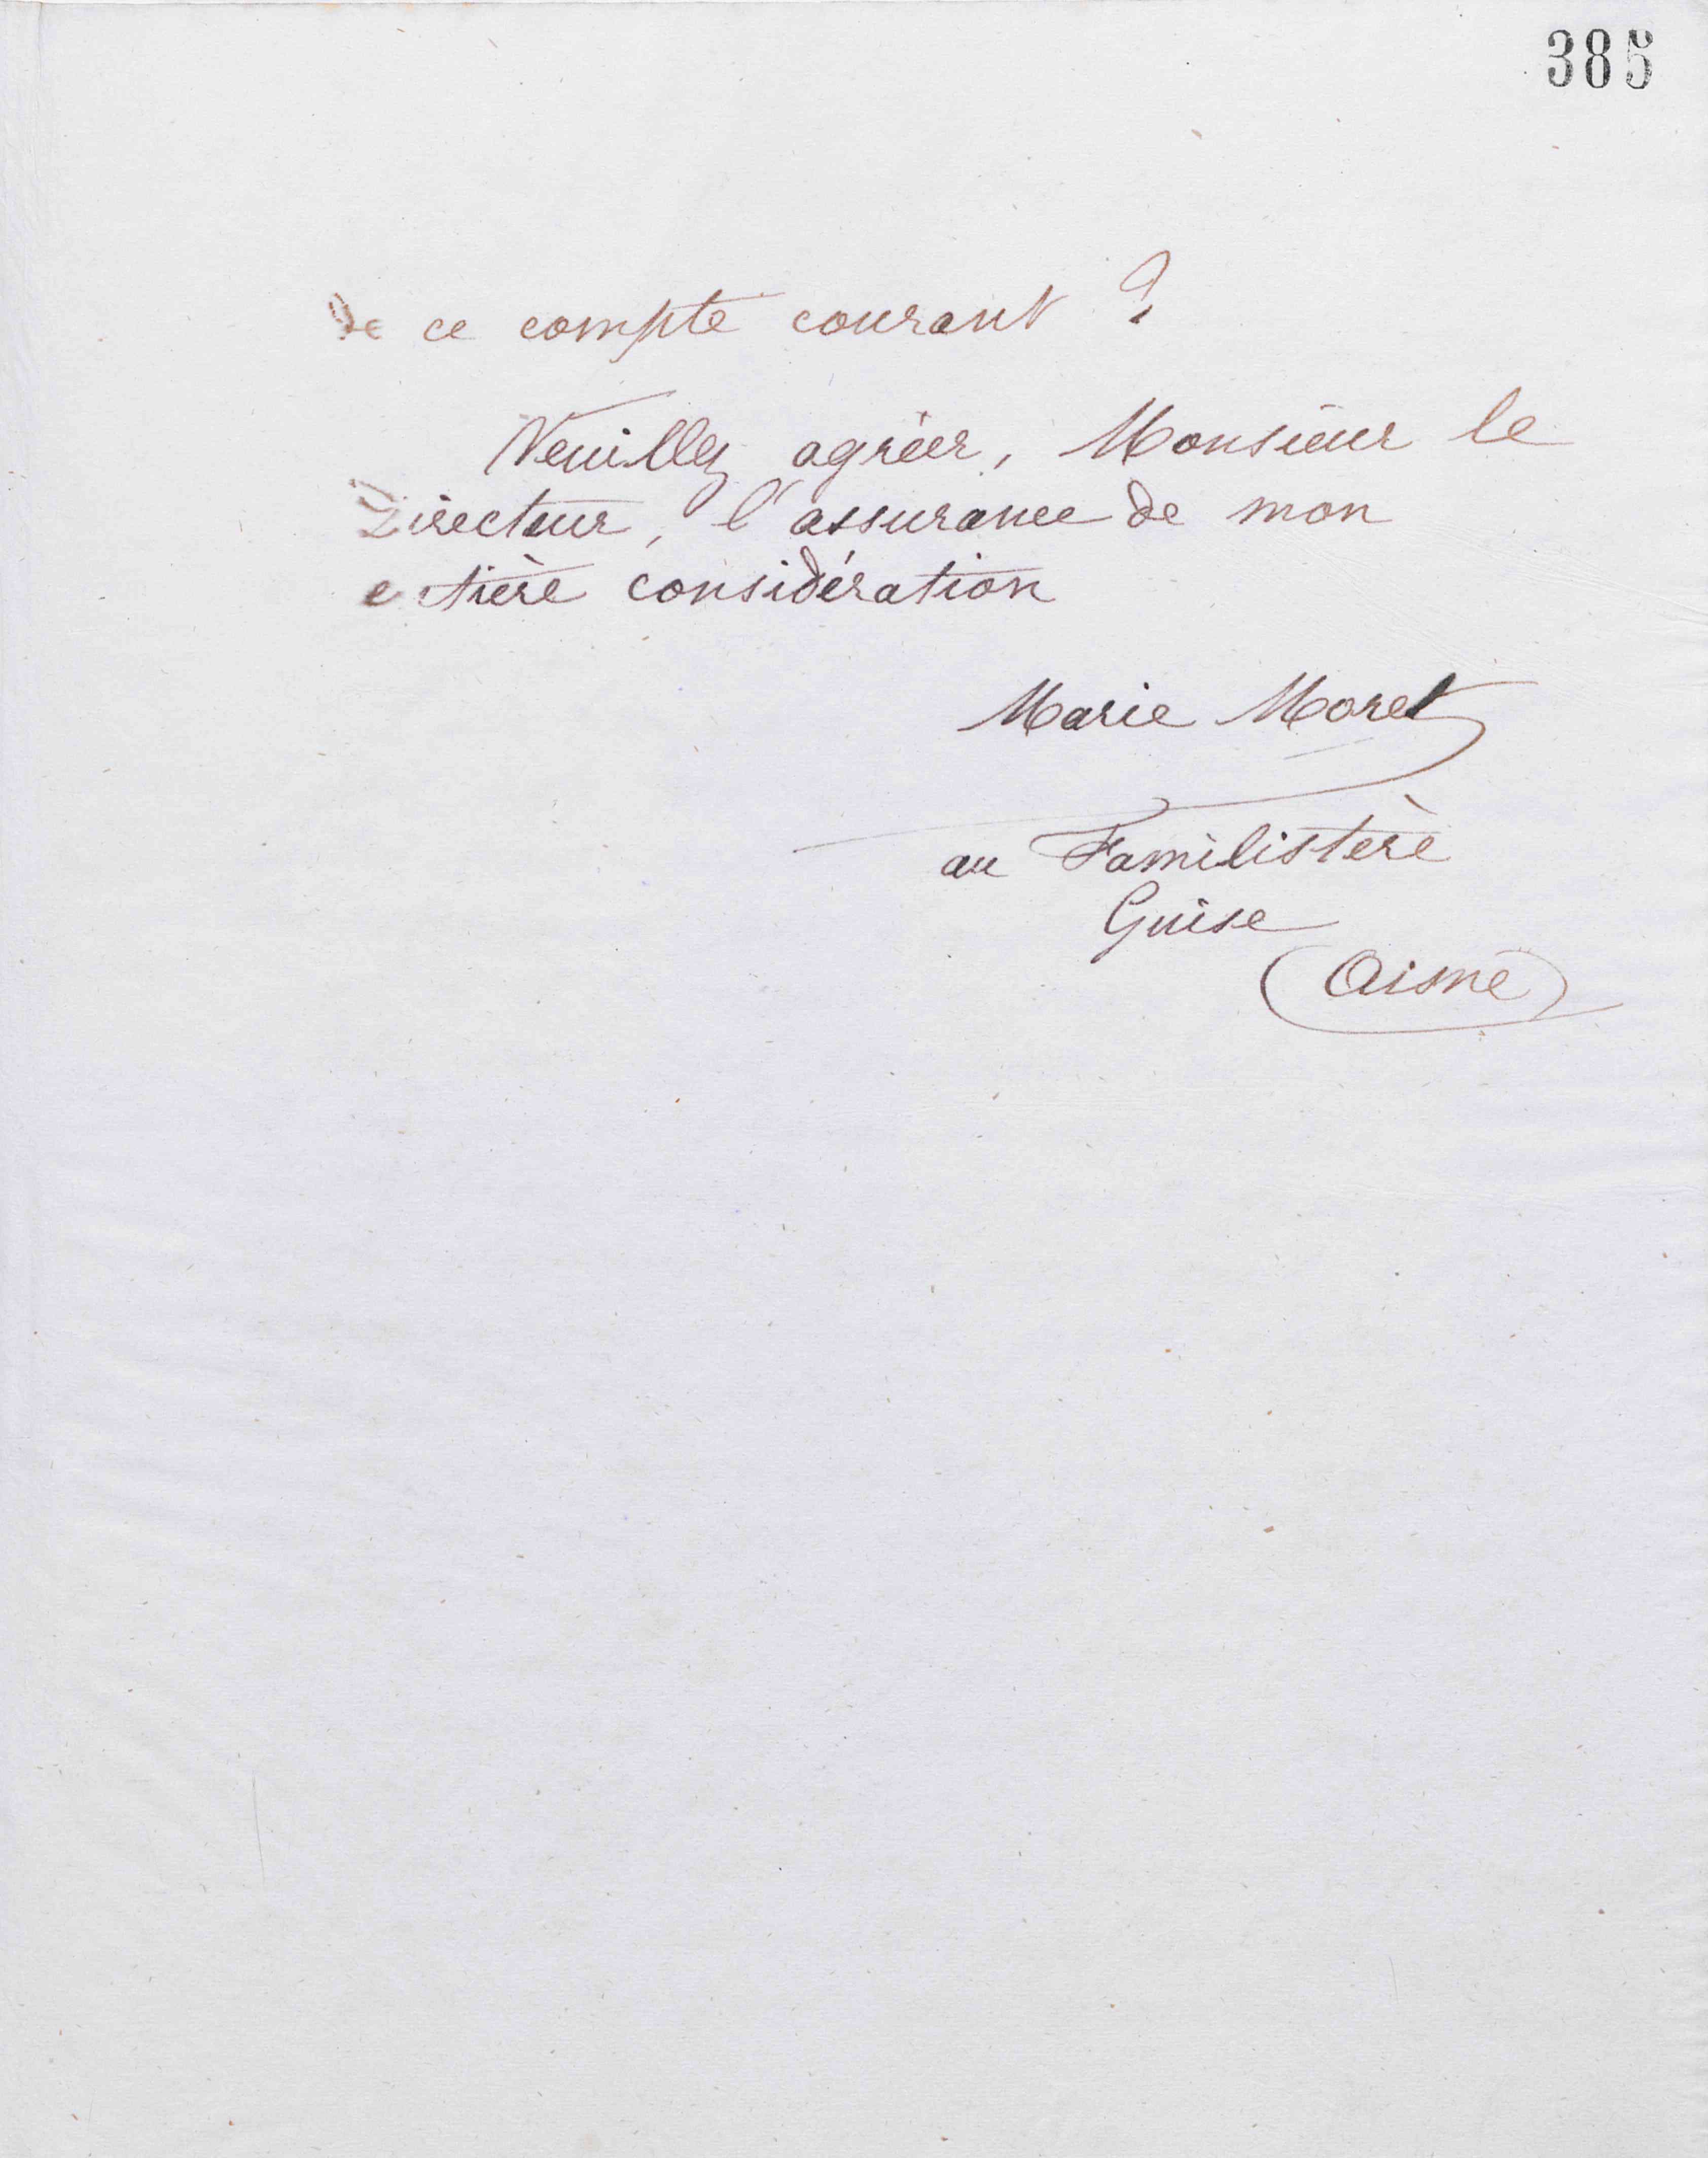 385
de ce compte courant ?
Veuillez agréer, Monsieur le
Directeur, l'assurance de mon
entière considération
Marie Moret
au Familistère
Guise
(Aisne)